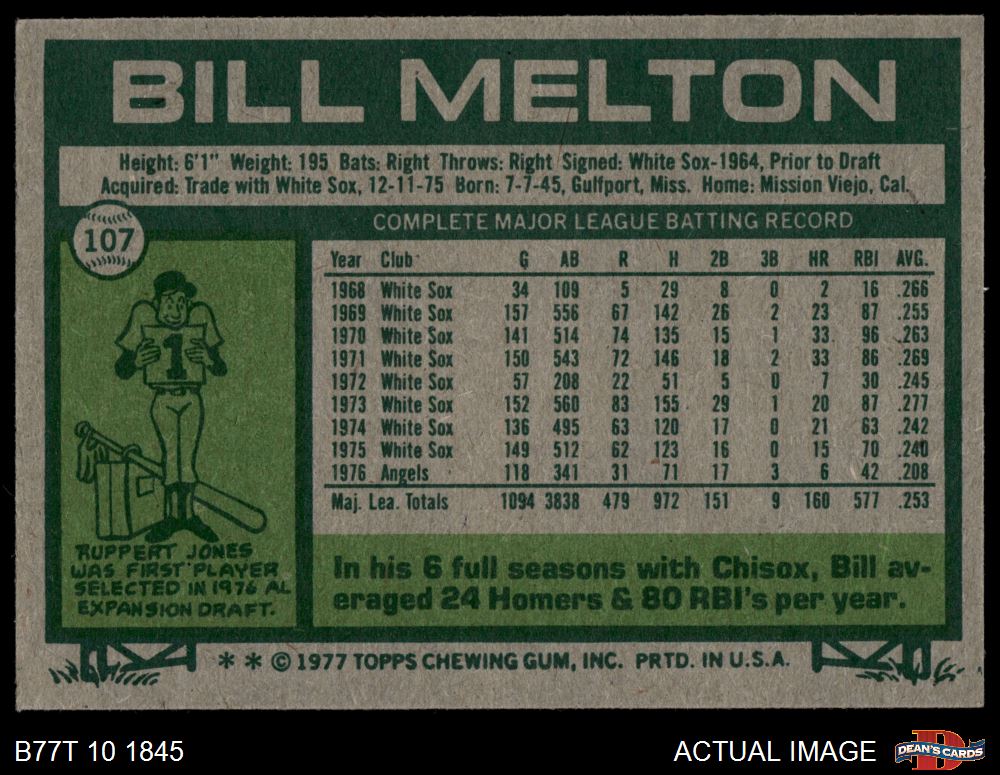 BILL MELTON
Height: 6'1" Weight: 195 Bats: Right Throws: Right Signed: White Sox-1964, Prior to Draft
Acquired: Trade with White Sox, 12-11-75 Born: 7-7-45, Gulfport, Miss. Home: Mission Viejo, Cal.
107
COMPLETE MAJOR LEAGUE BATTING RECORD
Year Club G AB R H 2B 3B HR RBI AVG.
1968 White Sox 34 109 5 29 8 0 2 16 .266
1969 White Sox 157 556 67 142 26 2 23 87 .255
1970 White Sox 141 514 74 135 15 1 33 96 .263
1971 White Sox 150 543 72 146 18 2 33 86 .269
1972 White Sox 57 208 22 51 5 0 7 30 .245
1973 White Sox 152 560 83 155 29 1 20 87 .277
1974 White Sox 136 495 63 120 17 0 21 63 .242
1975 White Sox 149 512 62 123 16 0 15 70 .240
1976 Angels 118 341 31 71 17 3 6 42 .208
Maj. Lea. Totals 1094 3838 479 972 151 9 160 577 .253
1
RUPPERT JONES
WAS FIRST PLAYER
SELECTED IN 1976 AL
EXPANSION DRAFT.
In his 6 full seasons with Chisox, Bill av-
eraged 24 Homers & 80 RBI's per year.
* * © 1977 TOPPS CHEWING GUM, INC. PRTD. IN U.S.A.
B77T 10 1845
ACTUAL IMAGE
D
DEAN'S CARDS